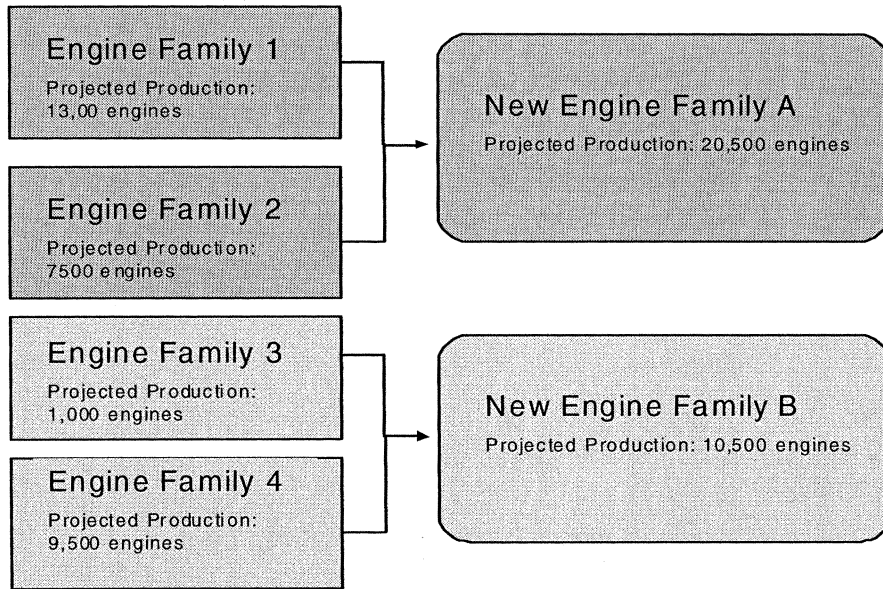 Engine Family 1
Projected Production:
13,00 engines
Engine Family 2
Projected Production:
7500 engines
New Engine Family A
Projected Production: 20,500 engines
Engine Family 3
Projected Production:
1,000 engines
Engine Family 4
Projected Production:
9,500 engines
New Engine Family B
Projected Production: 10,500 engines